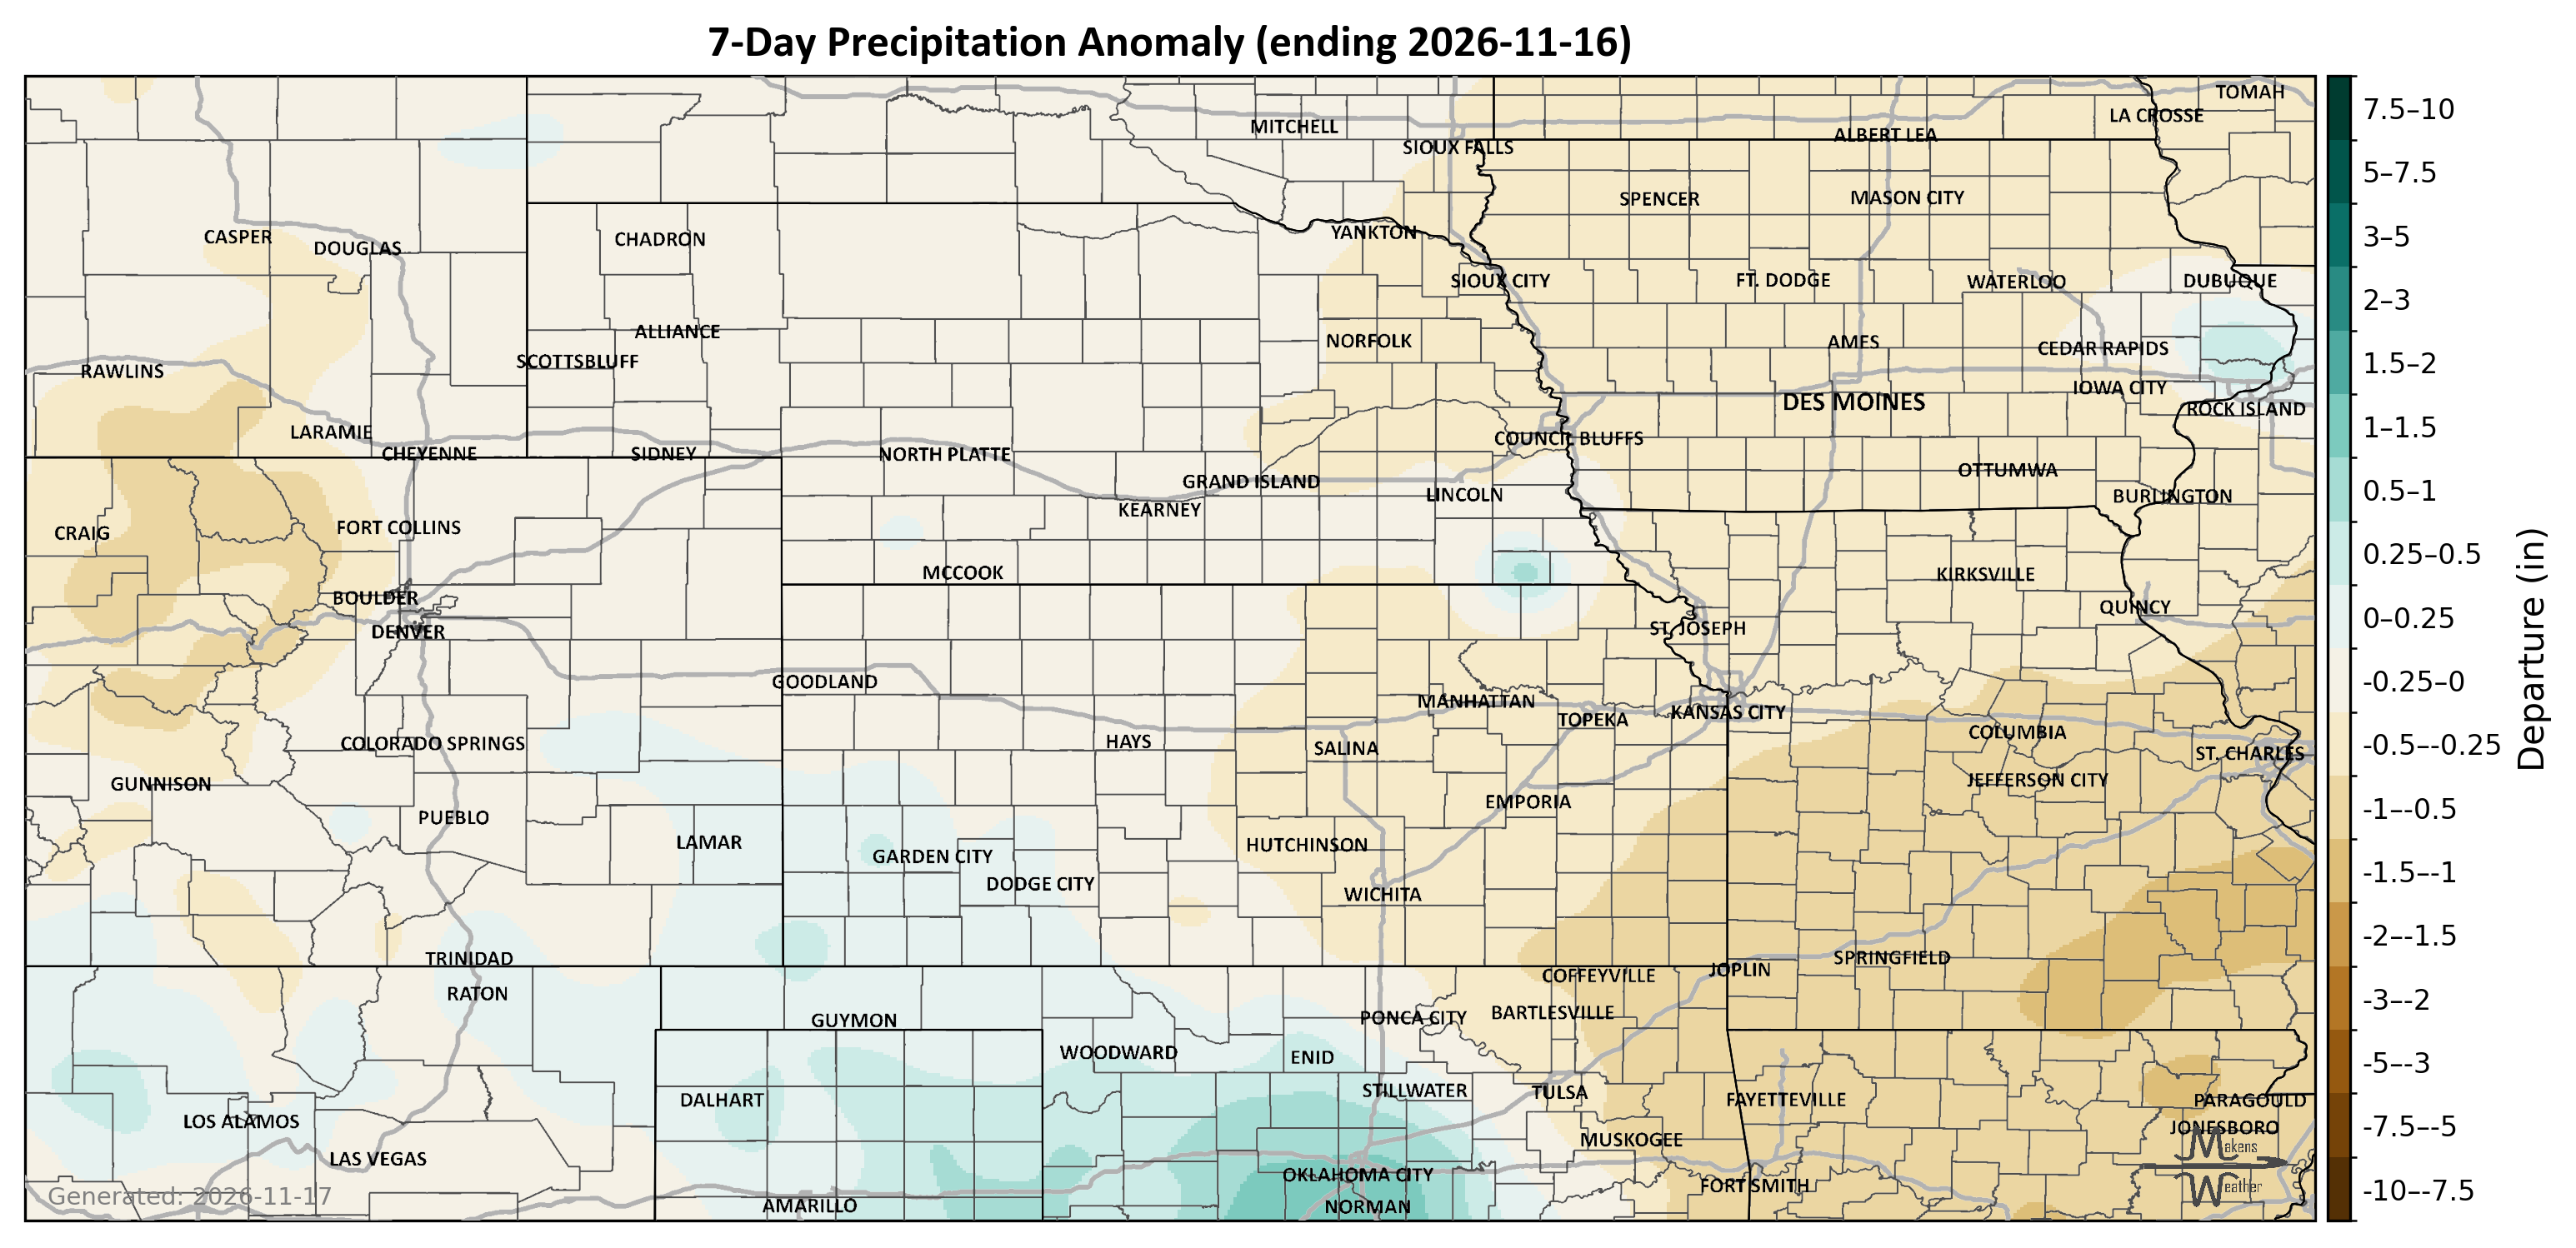 7-Day Precipitation Anomaly (ending 2026-11-16)
TOMAH
LA CROSSE
MITCHELL
ALBERT LEA
SIOUX FALLS
SPENCER
MASON CITY
YANKTON
CASPER
CHADRON
DOUGLAS
SIOUX CITY
FT. DODGE
WATERLOO
DUBUQUE
ALLIANCE
NORFOLK
AMES
CEDAR RAPIDS
SCOTTSBLUFF
RAWLINS
IOWA CITY
DES MOINES
ROCK ISLAND
LARAMIE
COUNCIL BLUFFS
CHEYENNE
SIDNEY
NORTH PLATTE
OTTUMWA
GRAND ISLAND
LINCOLN
BURLINGTON
KEARNEY
FORT COLLINS
CRAIG
MCCOOK
KIRKSVILLE
BOULDER
QUINCY
DENVER
ST. JOSEPH
GOODLAND
MANHATTAN
KANSAS CITY
TOPEKA
COLUMBIA
COLORADO SPRINGS
HAYS
SALINA
ST. CHARLES
GUNNISON
JEFFERSON CITY
EMPORIA
PUEBLO
LAMAR
HUTCHINSON
GARDEN CITY
DODGE CITY
WICHITA
TRINIDAD
SPRINGFIELD
JOPLIN
COFFEYVILLE
RATON
BARTLESVILLE
GUYMON
PONCA CITY
WOODWARD
ENID
STILLWATER
TULSA
DALHART
FAYETTEVILLE
PARAGOULD
LOS ALAMOS
JONESBORO
MUSKOGEE
LAS VEGAS
OKLAHOMA CITY
FORT SMITH
AMARILLO
NORMAN
Makens
Weather
Generated: 2026-11-17
7.5–10
5–7.5
3–5
2–3
1.5–2
1–1.5
0.5–1
0.25–0.5
0–0.25
-0.25–0
-0.5–-0.25
-1–-0.5
-1.5–-1
-2–-1.5
-3–-2
-5–-3
-7.5–-5
-10–-7.5
Departure (in)